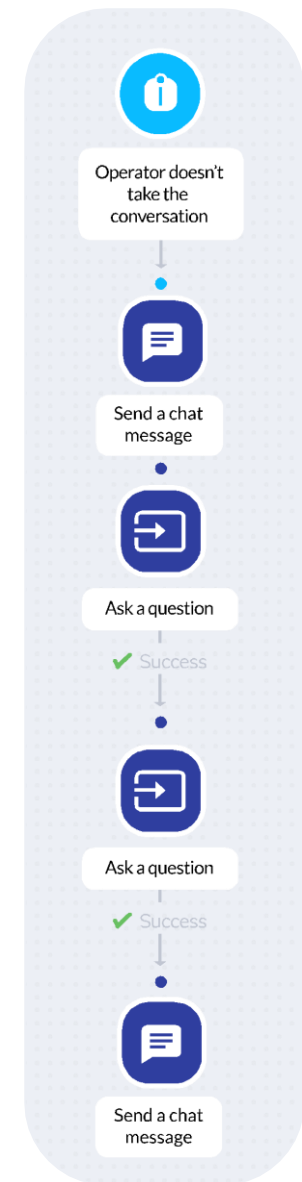 Operator doesn't
take the
conversation
Send a chat
message
Ask a question
Success
Ask a question
Success
Send a chat
message